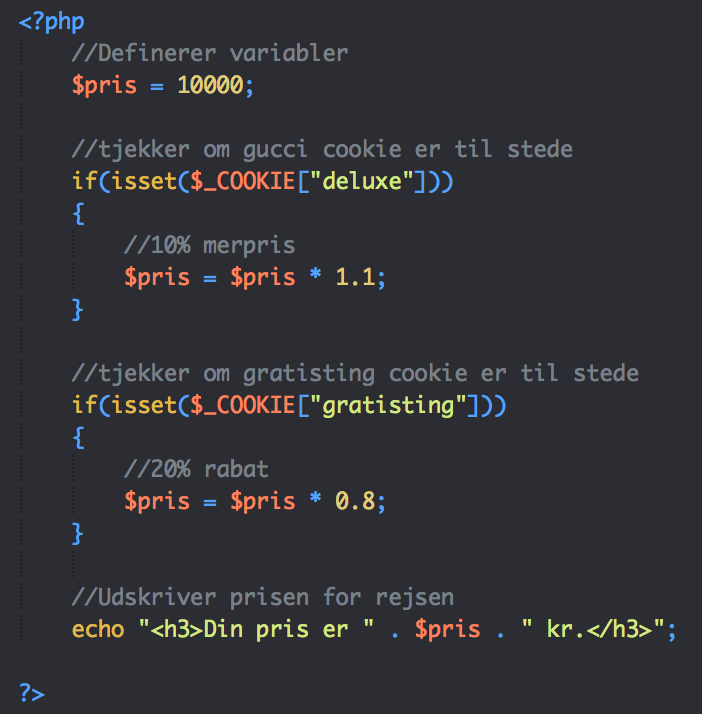 <?php
//Definerer variabler
$pris = 10000;
//tjekker om gucci cookie er til stede
if(isset($_COOKIE["deluxe"]))
{
//10% merpris
$pris = $pris * 1.1;
}
//tjekker om gratisting cookie er til stede
if(isset($_COOKIE["gratisting"]))
{
//20% rabat
$pris = $pris * 0.8;
}
//Udskriver prisen for rejsen
echo "<h3>Din pris er " . $pris . " kr.</h3>";
?>